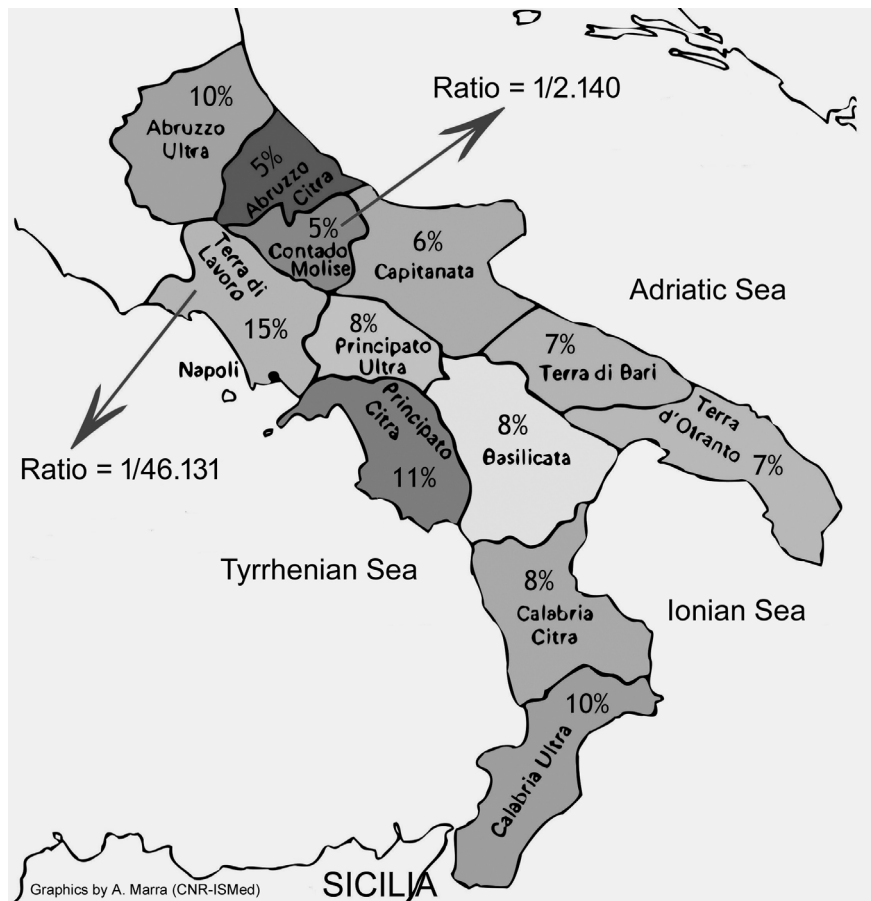 Ratio = 1/2.140
10%
Abruzzo
Ultra
5%
Abruzzo
Citra
5%
Contado
Molise
6%
Capitanata
Adriatic Sea
Terra di
Lavoro
15%
8%
Principato
Ultra
7%
Terra di Bari
Napoli
Terra
d'Otranto
7%
Principato
Citra
11%
8%
Basilicata
Ratio = 1/46.131
Tyrrhenian Sea
8%
Calabria
Citra
Ionian Sea
10%
Calabria Ultra
Graphics by A. Marra (CNR-ISMed)
SICILIA